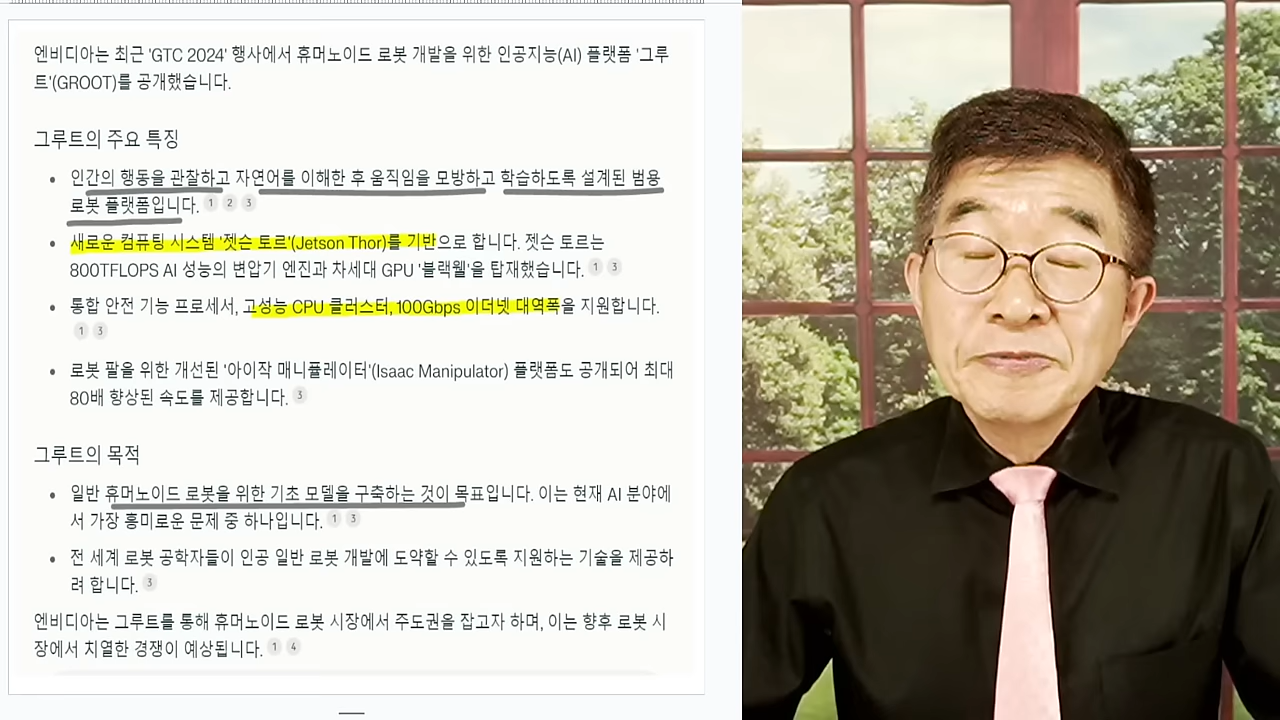 엔비디아는 최근 'GTC 2024' 행사에서 휴머노이드 로봇 개발을 위한 인공지능(AI) 플랫폼 '그루
트'(GROOT)를 공개했습니다.
그루트의 주요 특징
• 인간의 행동을 관찰하고 자연어를 이해한 후 움직임을 모방하고 학습하도록 설계된 범용
로봇 플랫폼입니다. 1 2 3
• 새로운 컴퓨팅 시스템 '젯슨 토르'(Jetson Thor)를 기반으로 합니다. 젯슨 토르는
800TFLOPS AI 성능의 변압기 엔진과 차세대 GPU '블랙웰'을 탑재했습니다. 1 3
• 통합 안전 기능 프로세서, 고성능 CPU 클러스터, 100Gbps 이더넷 대역폭을 지원합니다.
1 3
• 로봇 팔을 위한 개선된 '아이작 매니퓰레이터'(Isaac Manipulator) 플랫폼도 공개되어 최대
80배 향상된 속도를 제공합니다. 3
그루트의 목적
• 일반 휴머노이드 로봇을 위한 기초 모델을 구축하는 것이 목표입니다. 이는 현재 AI 분야에
서 가장 흥미로운 문제 중 하나입니다. 1 3
• 전 세계 로봇 공학자들이 인공 일반 로봇 개발에 도약할 수 있도록 지원하는 기술을 제공하
려 합니다. 3
엔비디아는 그루트를 통해 휴머노이드 로봇 시장에서 주도권을 잡고자 하며, 이는 향후 로봇 시
장에서 치열한 경쟁이 예상됩니다. 1 4